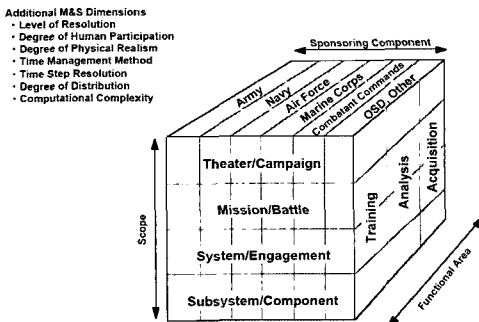 Additional M&S Dimensions
· Level of Resolution
· Degree of Human Participation
· Degree of Physical Realism
· Time Management Method
· Time Step Resolution
· Degree of Distribution
· Computational Complexity
Sponsoring Component
Army
Navy
Air Force
Marine Corps
Combatant Commands
OSD, Other
Theater/Campaign
Mission/Battle
System/Engagement
Subsystem/Component
Scope
Training
Analysis
Acquisition
Functional Area